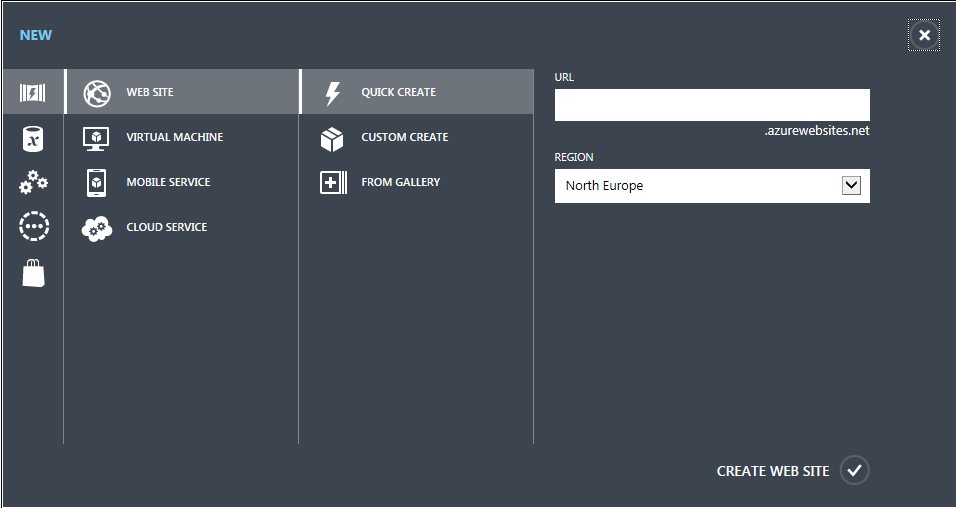 NEW
WEB SITE
VIRTUAL MACHINE
MOBILE SERVICE
CLOUD SERVICE
QUICK CREATE
CUSTOM CREATE
FROM GALLERY
URL
.azurewebsites.net
REGION
North Europe
CREATE WEB SITE